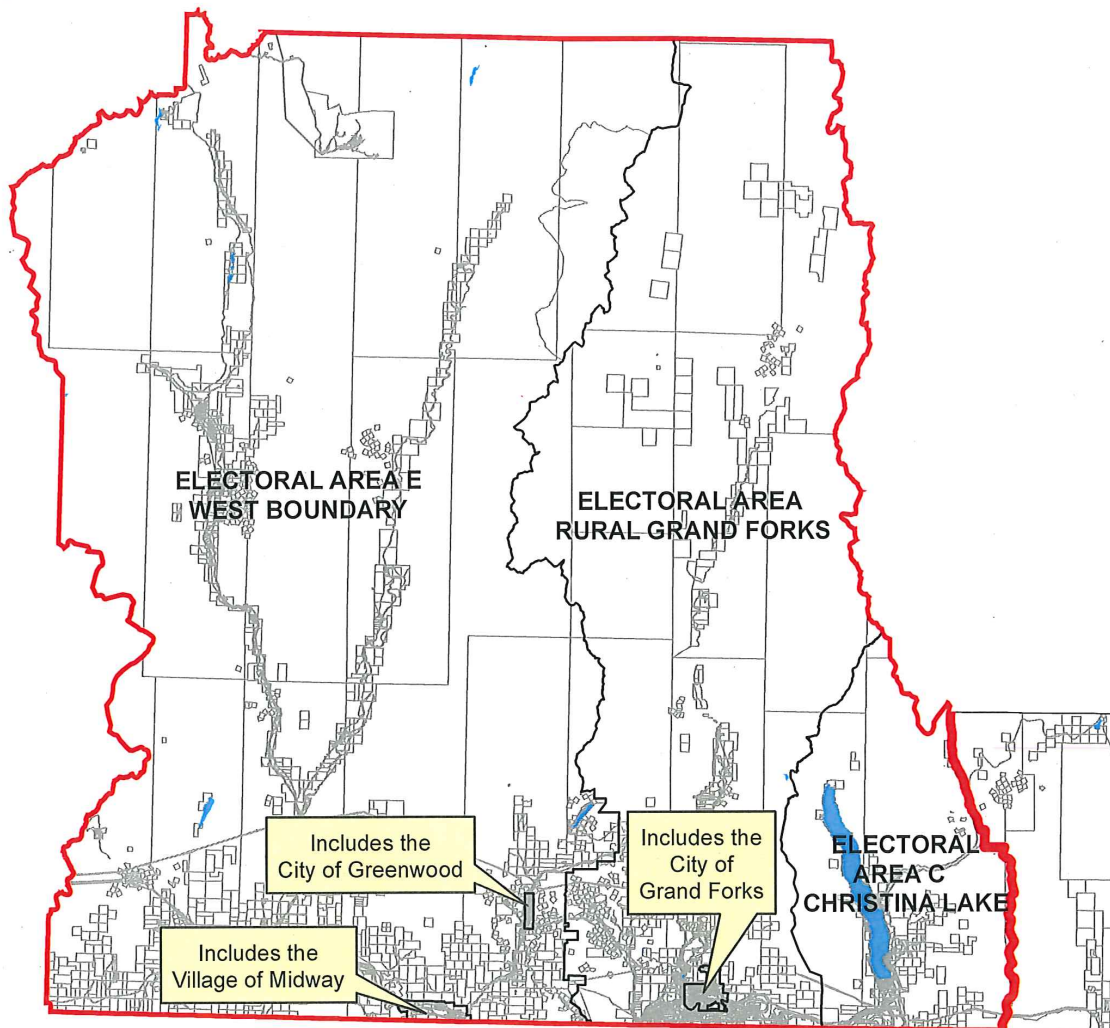 ELECTORAL AREA E
WEST BOUNDARY
ELECTORAL AREA
RURAL GRAND FORKS
Includes the
City of Greenwood
Includes the
City of
Grand Forks
ELECTORAL
AREA C
CHRISTINA LAKE
Includes the
Village of Midway